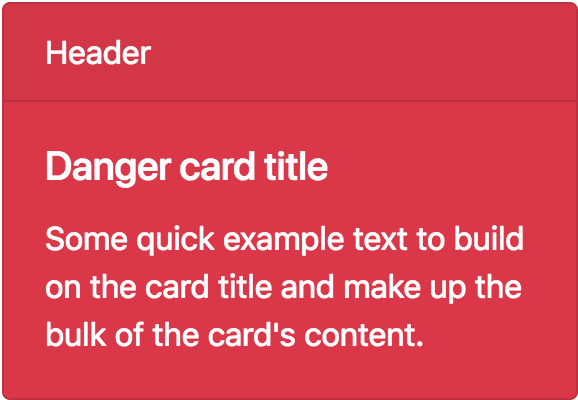 Header
Danger card title
Some quick example text to build
on the card title and make up the
bulk of the card's content.